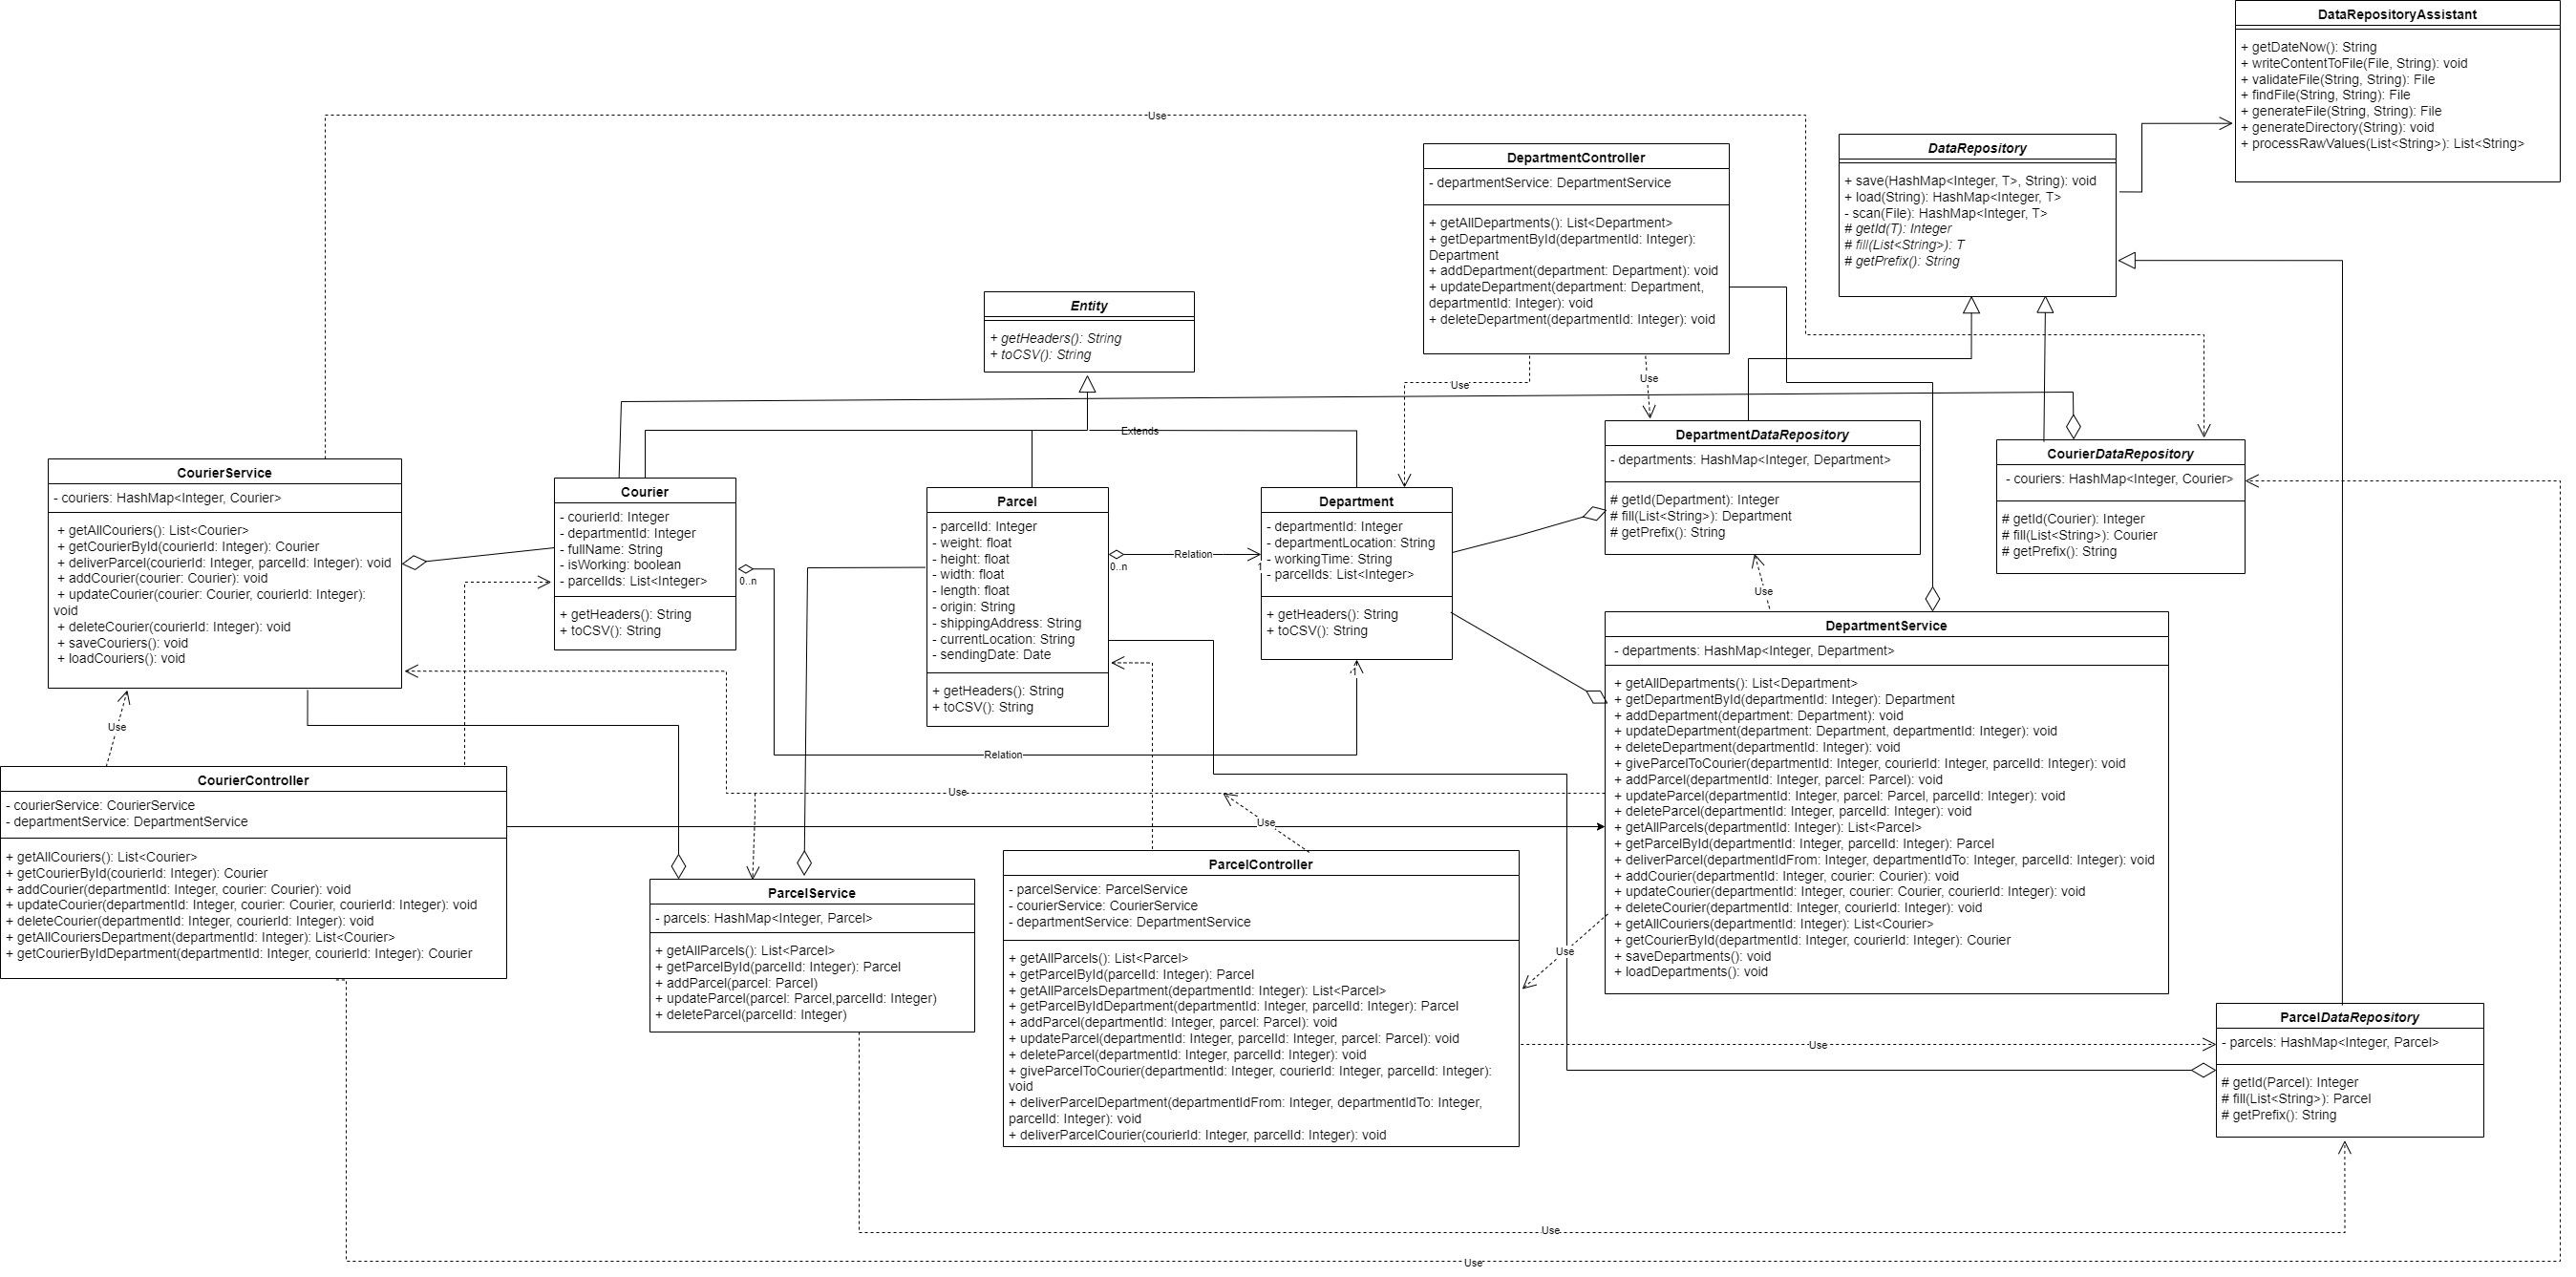 DataRepositoryAssistant
+ getDateNow(): String
+ writeContentToFile(File, String): void
+ validateFile(String, String): File
+ findFile(String, String): File
+ generateFile(String, String): File
+ generateDirectory(String): void
+ processRawValues(List<String>): List<String>
Use
DepartmentController
- departmentService: DepartmentService
+ getAllDepartments(): List<Department>
+ getDepartmentById(departmentId: Integer):
Department
+ addDepartment(department: Department): void
+ updateDepartment(department: Department,
departmentId: Integer): void
+ deleteDepartment(departmentId: Integer): void
DataRepository
+ save(HashMap<Integer, T>, String): void
+ load(String): HashMap<Integer, T>
- scan(File): HashMap<Integer, T>
# getId(T): Integer
# fill(List<String>): T
# getPrefix(): String
Entity
+ getHeaders(): String
+ toCSV(): String
Use
Use
Extends
CourierService
- couriers: HashMap<Integer, Courier>
+ getAllCouriers(): List<Courier>
+ getCourierById(courierId: Integer): Courier
+ deliverParcel(courierId: Integer, parcelId: Integer): void
+ addCourier(courier: Courier): void
+ updateCourier(courier: Courier, courierId: Integer):
void
+ deleteCourier(courierId: Integer): void
+ saveCouriers(): void
+ loadCouriers(): void
Courier
- courierId: Integer
- departmentId: Integer
- fullName: String
- isWorking: boolean
- parcelIds: List<Integer>
+ getHeaders(): String
+ toCSV(): String
0..n
Parcel
- parcelId: Integer
- weight: float
- height: float
- width: float
- length: float
- origin: String
- shippingAddress: String
- currentLocation: String
- sendingDate: Date
+ getHeaders(): String
+ toCSV(): String
0..n
Relation
1
Department
- departmentId: Integer
- departmentLocation: String
- workingTime: String
- parcelIds: List<Integer>
+ getHeaders(): String
+ toCSV(): String
1
Relation
DepartmentDataRepository
- departments: HashMap<Integer, Department>
# getId(Department): Integer
# fill(List<String>): Department
# getPrefix(): String
CourierDataRepository
- couriers: HashMap<Integer, Courier>
# getId(Courier): Integer
# fill(List<String>): Courier
# getPrefix(): String
Use
DepartmentService
- departments: HashMap<Integer, Department>
+ getAllDepartments(): List<Department>
+ getDepartmentById(departmentId: Integer): Department
+ addDepartment(department: Department): void
+ updateDepartment(department: Department, departmentId: Integer): void
+ deleteDepartment(departmentId: Integer): void
+ giveParcelToCourier(departmentId: Integer, courierId: Integer, parcelId: Integer): void
+ addParcel(departmentId: Integer, parcel: Parcel): void
+ updateParcel(departmentId: Integer, parcel: Parcel, parcelId: Integer): void
+ deleteParcel(departmentId: Integer, parcelId: Integer): void
+ getAllParcels(departmentId: Integer): List<Parcel>
+ getParcelById(departmentId: Integer, parcelId: Integer): Parcel
+ deliverParcel(departmentIdFrom: Integer, departmentIdTo: Integer, parcelId: Integer): void
+ addCourier(departmentId: Integer, courier: Courier): void
+ updateCourier(departmentId: Integer, courier: Courier, courierId: Integer): void
+ deleteCourier(departmentId: Integer, courierId: Integer): void
+ getAllCouriers(departmentId: Integer): List<Courier>
+ getCourierById(departmentId: Integer, courierId: Integer): Courier
+ saveDepartments(): void
+ loadDepartments(): void
Use
CourierController
- courierService: CourierService
- departmentService: DepartmentService
+ getAllCouriers(): List<Courier>
+ getCourierById(courierId: Integer): Courier
+ addCourier(departmentId: Integer, courier: Courier): void
+ updateCourier(departmentId: Integer, courier: Courier, courierId: Integer): void
+ deleteCourier(departmentId: Integer, courierId: Integer): void
+ getAllCouriersDepartment(departmentId: Integer): List<Courier>
+ getCourierByIdDepartment(departmentId: Integer, courierId: Integer): Courier
Use
Use
Use
ParcelService
- parcels: HashMap<Integer, Parcel>
+ getAllParcels(): List<Parcel>
+ getParcelById(parcelId: Integer): Parcel
+ addParcel(parcel: Parcel)
+ updateParcel(parcel: Parcel,parcelId: Integer)
+ deleteParcel(parcelId: Integer)
ParcelController
- parcelService: ParcelService
- courierService: CourierService
- departmentService: DepartmentService
+ getAllParcels(): List<Parcel>
+ getParcelById(parcelId: Integer): Parcel
+ getAllParcelsDepartment(departmentId: Integer): List<Parcel>
+ getParcelByIdDepartment(departmentId: Integer, parcelId: Integer): Parcel
+ addParcel(departmentId: Integer, parcel: Parcel): void
+ updateParcel(departmentId: Integer, parcelId: Integer, parcel: Parcel): void
+ deleteParcel(departmentId: Integer, parcelId: Integer): void
+ giveParcelToCourier(departmentId: Integer, courierId: Integer, parcelId: Integer):
void
+ deliverParcelDepartment(departmentIdFrom: Integer, departmentIdTo: Integer,
parcelId: Integer): void
+ deliverParcelCourier(courierId: Integer, parcelId: Integer): void
Use
ParcelDataRepository
- parcels: HashMap<Integer, Parcel>
# getId(Parcel): Integer
# fill(List<String>): Parcel
# getPrefix(): String
Use
Use